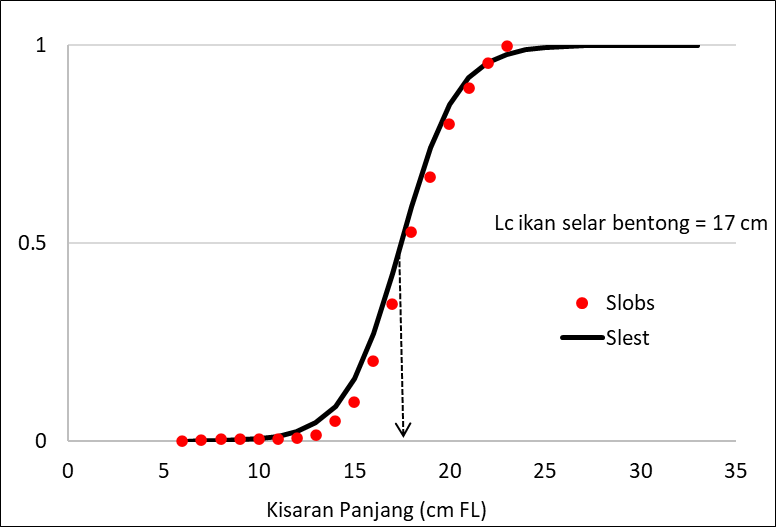 1
Lc ikan selar bentong = 17 cm
0.5
Slobs
Slest
0
0 5 10 15 20 25 30 35
Kisaran Panjang (cm FL)